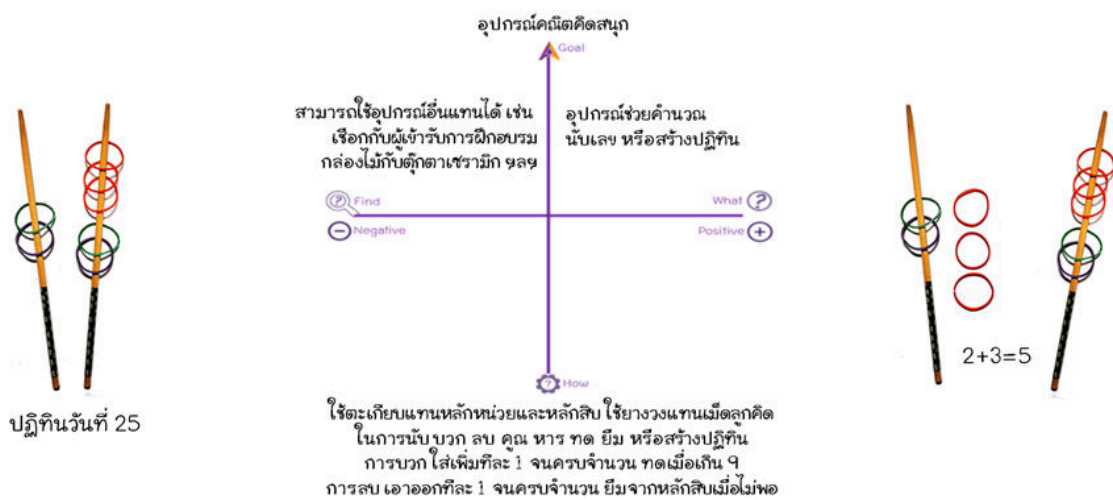 อุปกรณ์คณิตคิดสนุก
Goal
สามารถใช้อุปกรณ์อื่นแทนได้ เช่น
เชือกกับผู้เข้ารับการฝึกอบรม
กล่องไม้กับตุ๊กตาเซรามิก ฯลฯ
อุปกรณ์ช่วยคำนวณ
นับเลข หรือสร้างปฏิทิน
Find
What
Negative
Positive
2+3=5
How
ปฏิทินวันที่ 25
ใช้ตะเกียบแทนหลักหน่วยและหลักสิบ ใช้ยางวงแทนเม็ดลูกคิด
ในการนับ บวก ลบ คูณ หาร ทด ยืม หรือสร้างปฏิทิน
การบวก ใส่เพิ่มทีละ 1 จนครบจำนวน ทดเมื่อเกิน 9
การลบ เอาออกทีละ 1 จนครบจำนวน ยืมจากหลักสิบเมื่อไม่พอ